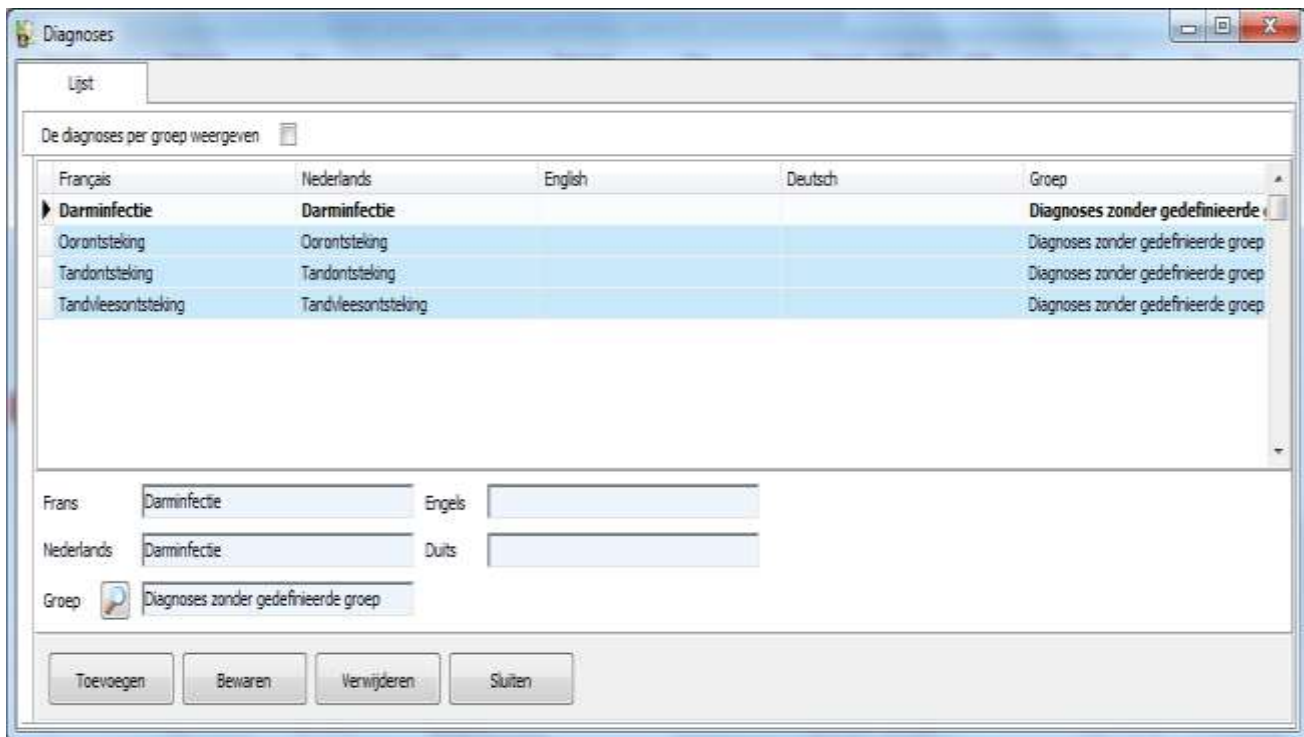 Diagnoses
Lijst
De diagnoses per groep weergeven
Français Nederlands English Deutsch Groep
Darminfectie Darminfectie Diagnoses zonder gedefinieerde
Oorontsteking Oorontsteking Diagnoses zonder gedefinieerde groep
Tandontsteking Tandontsteking Diagnoses zonder gedefinieerde groep
Tandvleesontsteking Tandvleesontsteking Diagnoses zonder gedefinieerde groep
Frans Darminfectie Engels
Nederlands Darminfectie Duits
Groep Diagnoses zonder gedefinieerde groep
Toevoegen Bewaren Verwijderen Sluiten